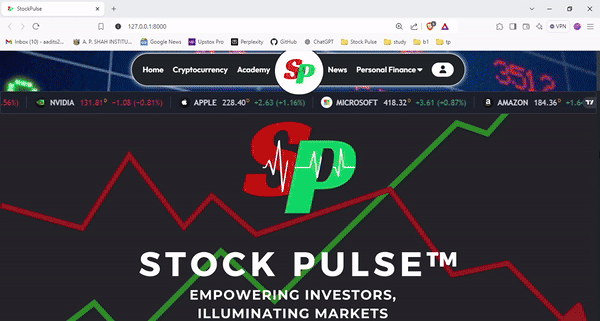 StockPulse
127.0.0.1:8000
VPN
Inbox (10) - aadits2...
A. P. SHAH INSTITU...
Google News
Upstox Pro
Perplexity
GitHub
ChatGPT
Stock Pulse
study
b1
tp
Home
Cryptocurrency
Academy
SP
News
Personal Finance
3512
.56%)
NVIDIA 131.81 D -1.08 (-0.81%)
APPLE 228.40 D +2.63 (+1.16%)
MICROSOFT 418.32 D +3.61 (+0.87%)
AMAZON 184.36 D +1.6
SP
STOCK PULSE™
EMPOWERING INVESTORS,
ILLUMINATING MARKETS